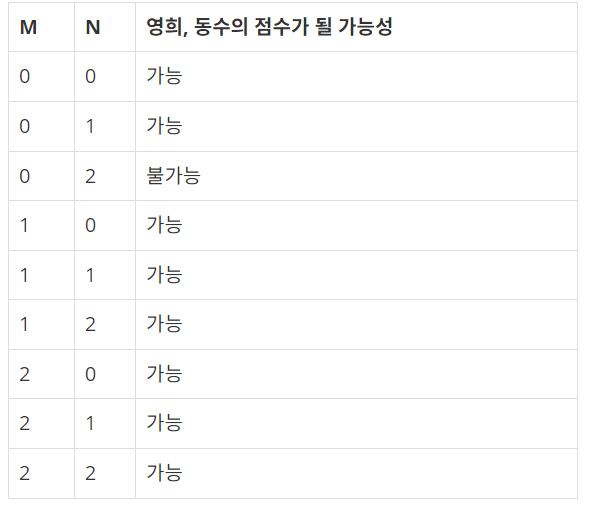 M N 영희, 동수의 점수가 될 가능성
0 0 가능
0 1 가능
0 2 불가능
1 0 가능
1 1 가능
1 2 가능
2 0 가능
2 1 가능
2 2 가능